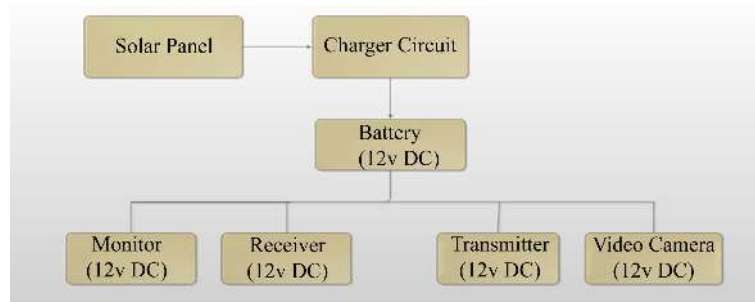 Solar Panel
Charger Circuit
Battery
(12v DC)
Monitor
(12v DC)
Receiver
(12v DC)
Transmitter
(12v DC)
Video Camera
(12v DC)